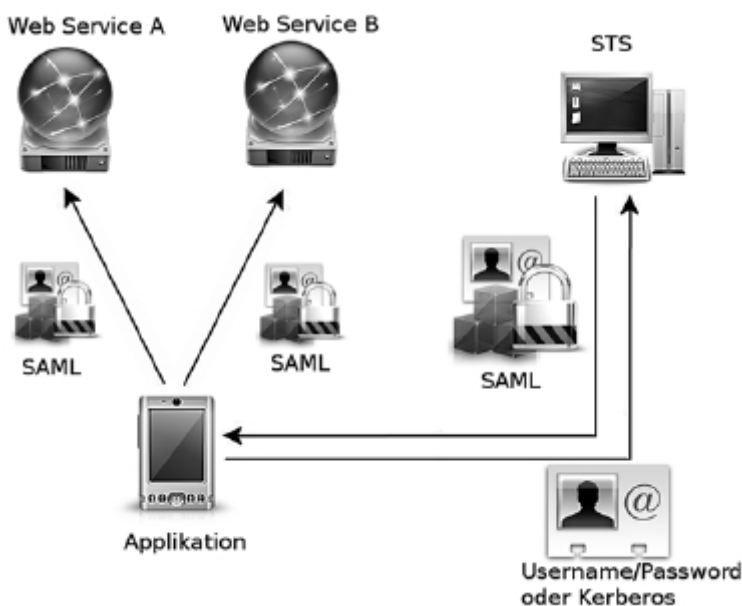 Web Service A
Web Service B
STS
@
SAML
@
SAML
@
SAML
Applikation
@
Username/Password
oder Kerberos